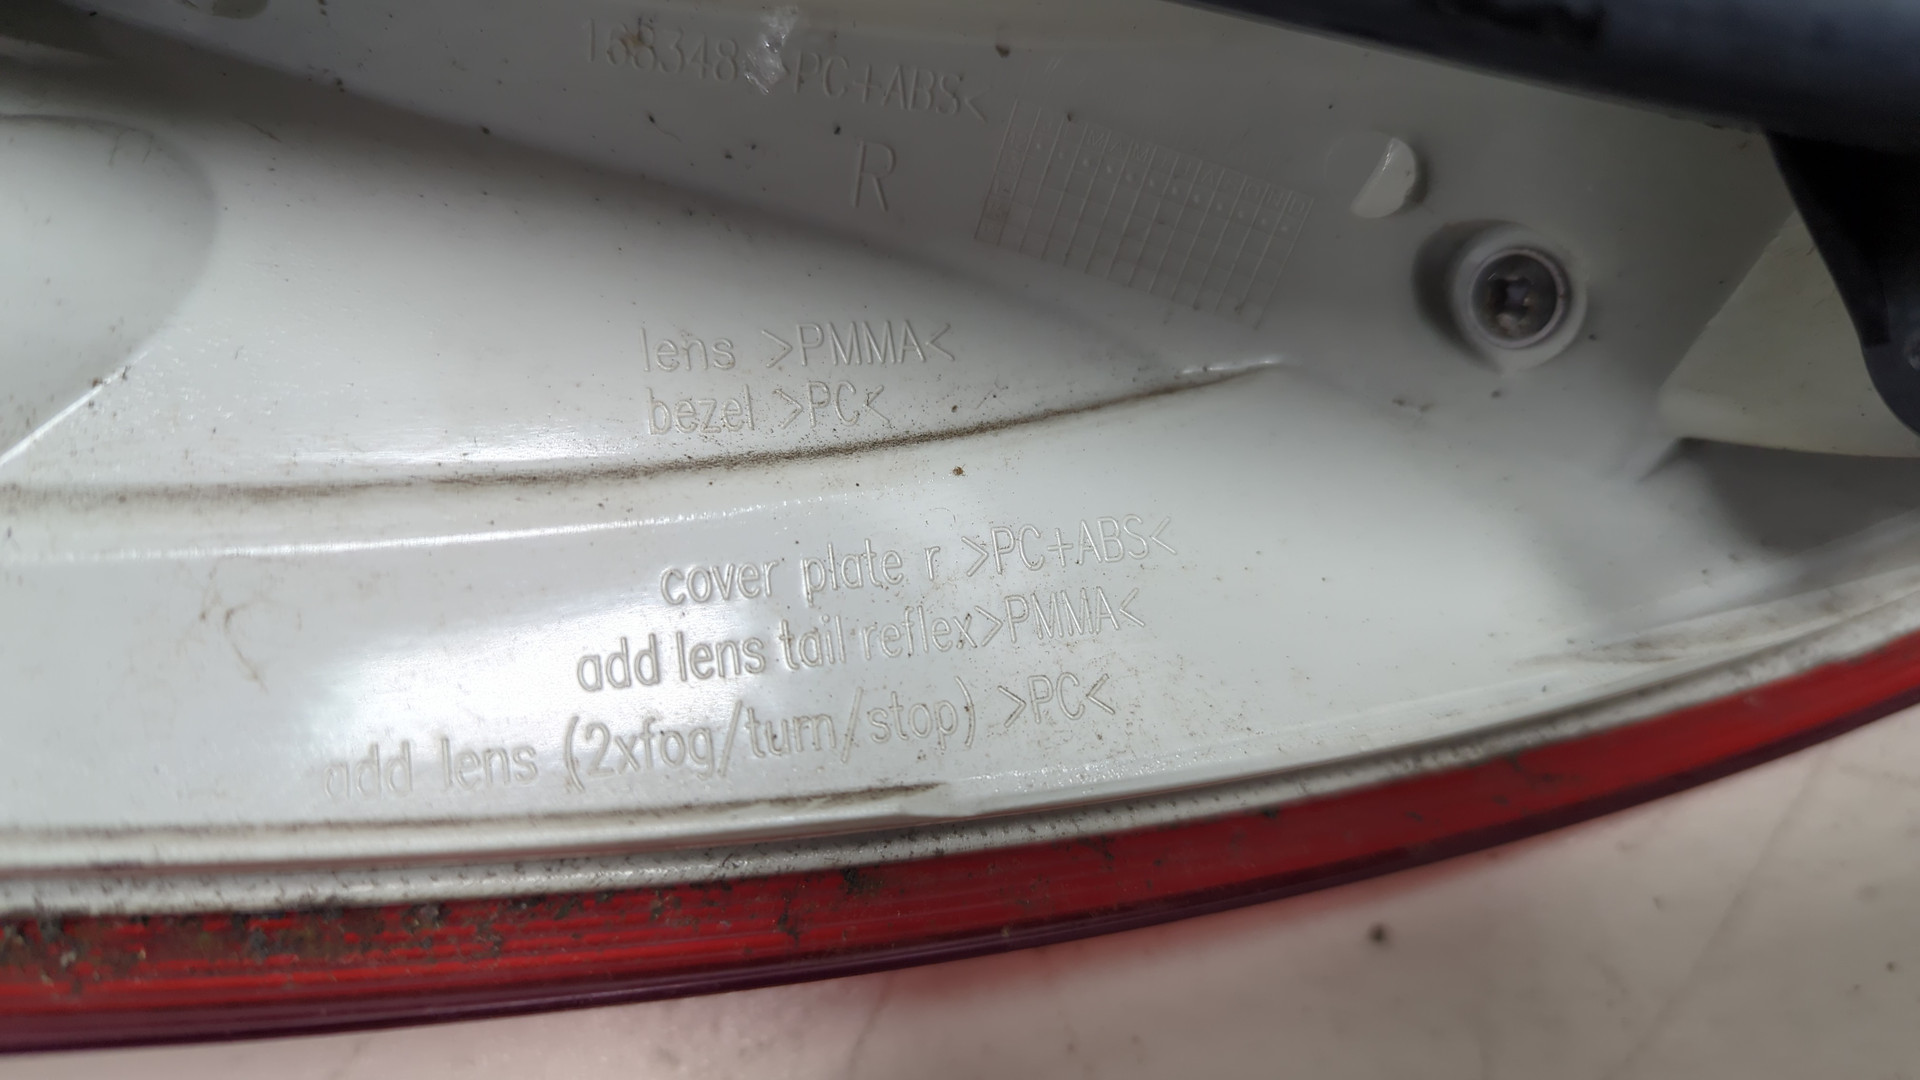 >PC+ABS<
R
lens >PMMA<
bezel >PC<
cover plate r >PC+ABS<
add lens tail reflex>PMMA<
add lens (2xfog/turn/stop) >PC<